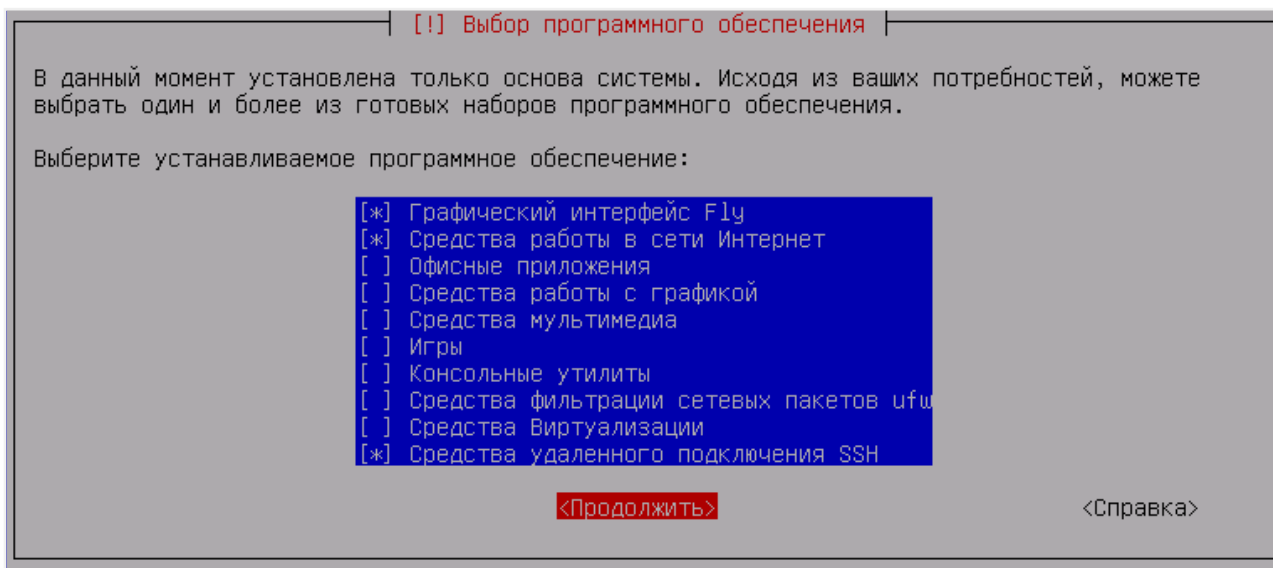 [!] Выбор программного обеспечения
В данный момент установлена только основа системы. Исходя из ваших потребностей, можете
выбрать один и более из готовых наборов программного обеспечения.
Выберите устанавливаемое программное обеспечение:
[*] Графический интерфейс Fly
[*] Средства работы в сети Интернет
[ ] Офисные приложения
[ ] Средства работы с графикой
[ ] Средства мультимедиа
[ ] Игры
[ ] Консольные утилиты
[ ] Средства фильтрации сетевых пакетов ufw
[ ] Средства Виртуализации
[*] Средства удаленного подключения SSH
<Продолжить> <Справка>